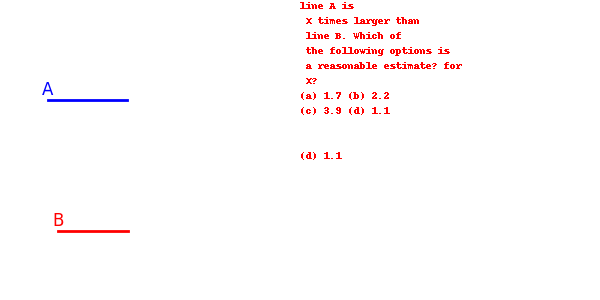 line A is
X times larger than
line B. Which of
the following options is
a reasonable estimate? for
X?
(a) 1.7 (b) 2.2
(c) 3.9 (d) 1.1
(d) 1.1
A
B